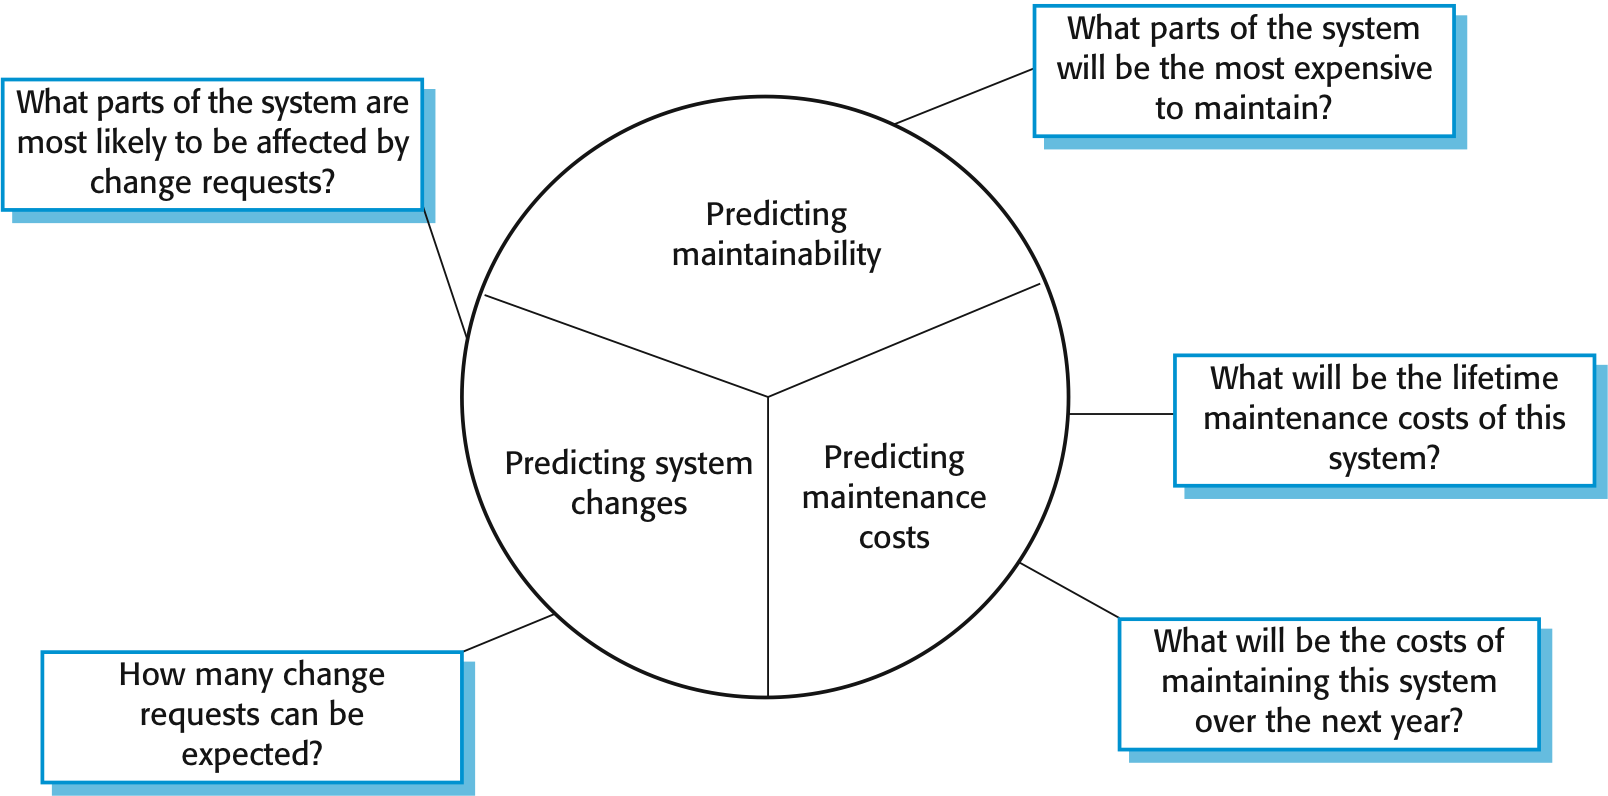 What parts of the system
will be the most expensive
to maintain?
What parts of the system are
most likely to be affected by
change requests?
Predicting
maintainability
What will be the lifetime
maintenance costs of this
system?
Predicting system
changes
Predicting
maintenance
costs
What will be the costs of
maintaining this system
over the next year?
How many change
requests can be
expected?